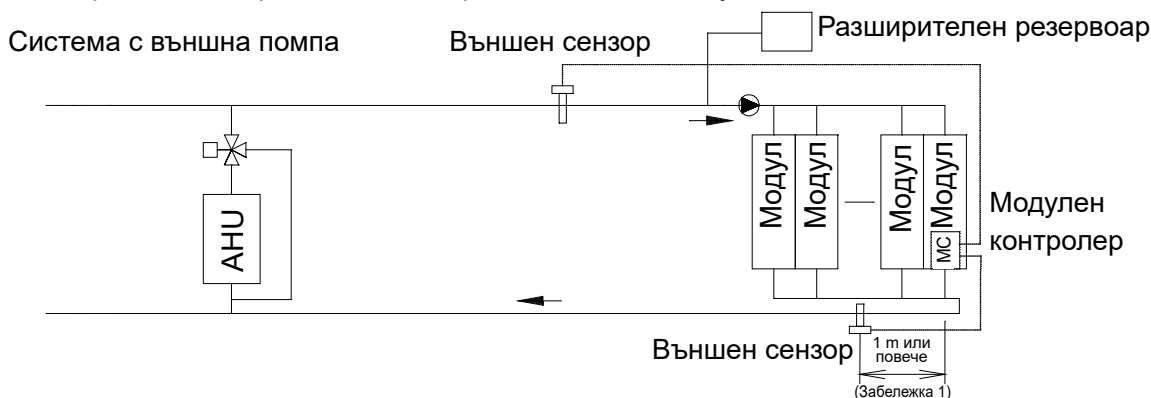 Система с външна помпа
Външен сензор
Разширителен резервоар
Модул
Модул
Модул
Модул
AHU
MC
Модулен
контролер
Външен сензор
1 m или
повече
(Забележка 1)